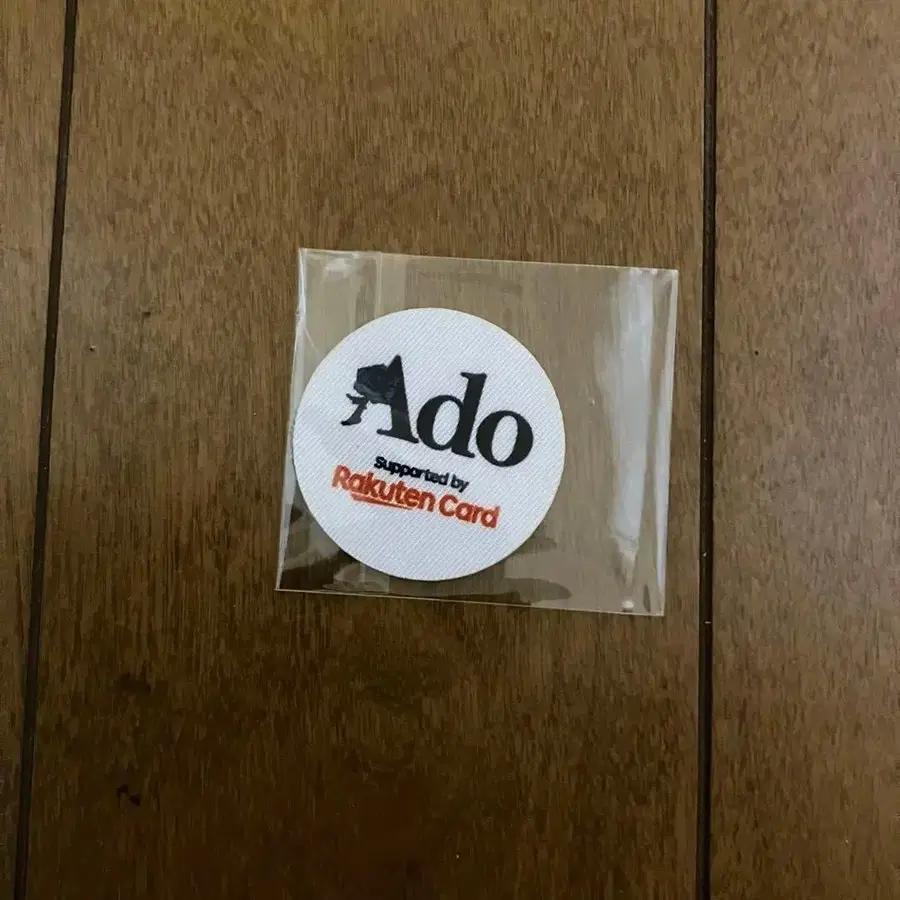 Ado
Supported by
Rakuten Card